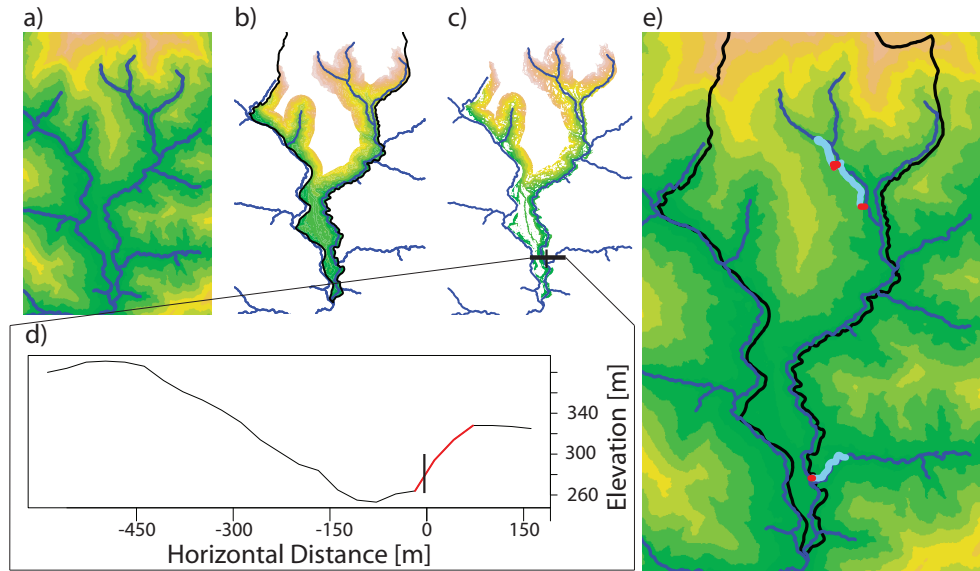 a)
b)
c)
e)
d)
340
300
260
Elevation [m]
-450 -300 -150 0 150
Horizontal Distance [m]